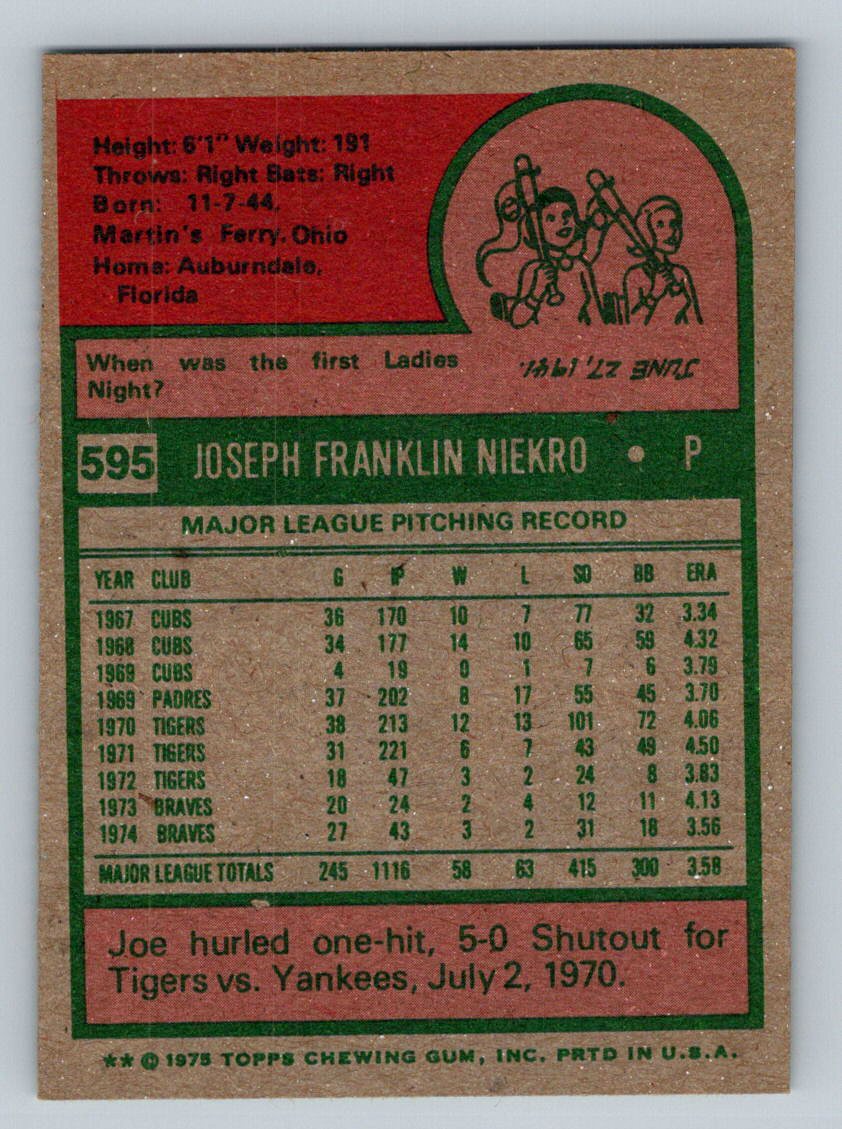 Height: 6'1" Weight: 191
Throws: Right Bats: Right
Born: 11-7-44.
Martin's Ferry, Ohio
Home: Auburndale,
Florida
When was the first Ladies
Night?
JUNE 27, 1941.
595 JOSEPH FRANKLIN NIEKRO • P
MAJOR LEAGUE PITCHING RECORD
YEAR CLUB G IP W L SO BB ERA
1967 CUBS 36 170 10 7 77 32 3.34
1968 CUBS 34 177 14 10 65 59 4.32
1969 CUBS 4 19 0 1 7 6 3.79
1969 PADRES 37 202 8 17 55 45 3.70
1970 TIGERS 38 213 12 13 101 72 4.06
1971 TIGERS 31 221 6 7 43 49 4.50
1972 TIGERS 18 47 3 2 24 8 3.83
1973 BRAVES 20 24 2 4 12 11 4.13
1974 BRAVES 27 43 3 2 31 18 3.56
MAJOR LEAGUE TOTALS 245 1116 58 63 415 300 3.58
Joe hurled one-hit, 5-0 Shutout for
Tigers vs. Yankees, July 2, 1970.
** © 1975 TOPPS CHEWING GUM, INC. PRTD IN U.S.A.